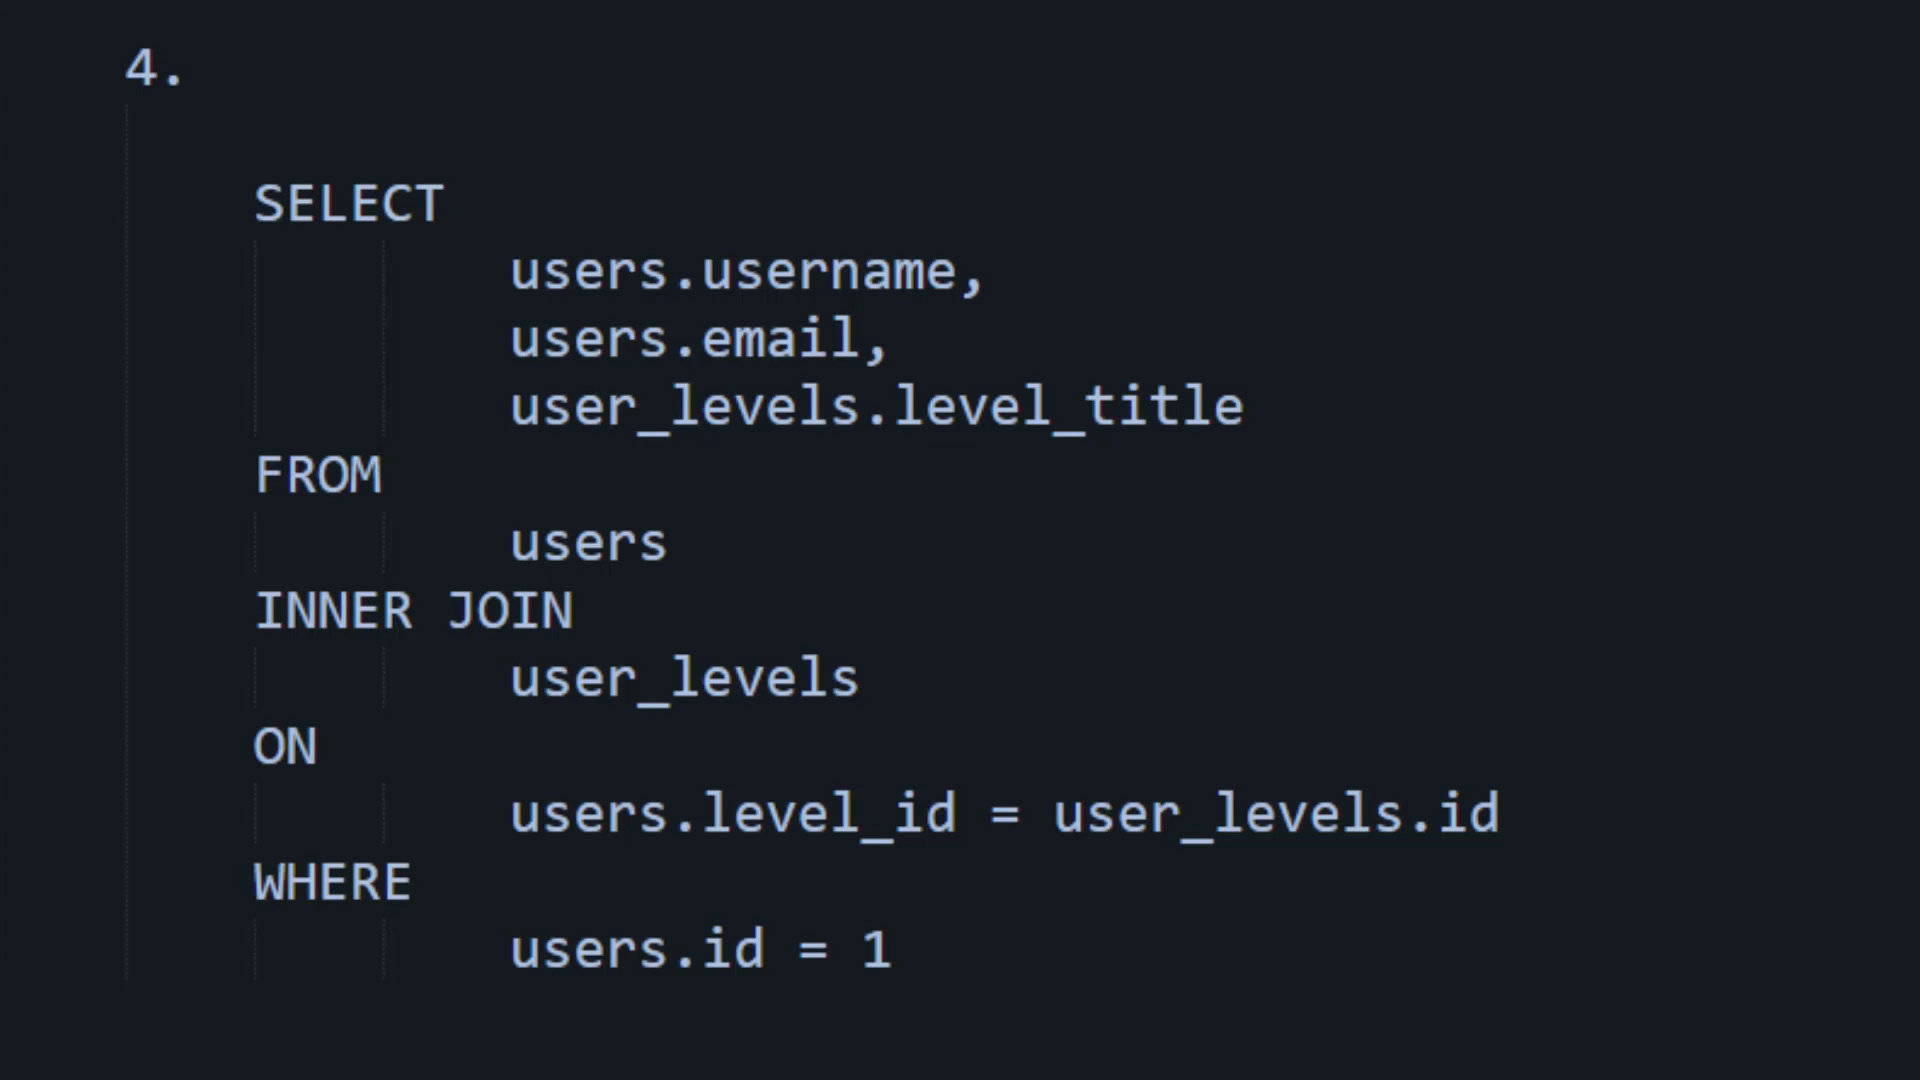 4.
SELECT
users.username,
users.email,
user_levels.level_title
FROM
users
INNER JOIN
user_levels
ON
users.level_id = user_levels.id
WHERE
users.id = 1